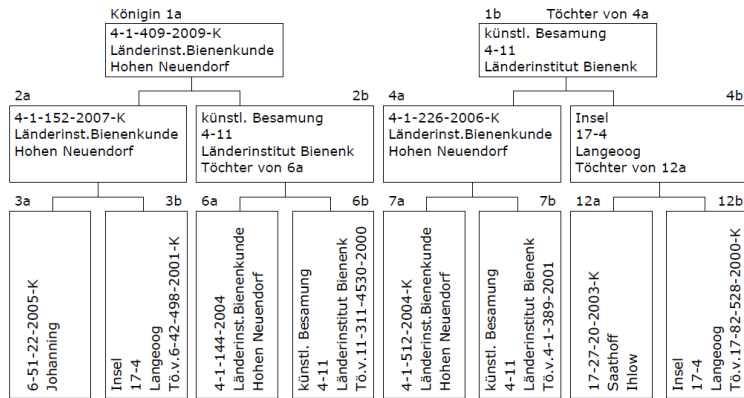 Königin 1a
1b Töchter von 4a
4-1-409-2009-K
Länderinst.Bienenkunde
Hohen Neuendorf
künstl. Besamung
4-11
Länderinstitut Bienenk
2a
2b
4a
4b
4-1-152-2007-K
Länderinst.Bienenkunde
Hohen Neuendorf
künstl. Besamung
4-11
Länderinstitut Bienenk
Töchter von 6a
4-1-226-2006-K
Länderinst.Bienenkunde
Hohen Neuendorf
Insel
17-4
Langeoog
Töchter von 12a
3a
3b
6a
6b
7a
7b
12a
12b
6-51-22-2005-K
Johanning
Insel
17-4
Langeoog
Tö.v.6-42-498-2001-K
4-1-144-2004
Länderinst.Bienenkunde
Hohen Neuendorf
künstl. Besamung
4-11
Länderinstitut Bienenk
Tö.v.11-311-4530-2000
4-1-512-2004-K
Länderinst.Bienenkunde
Hohen Neuendorf
künstl. Besamung
4-11
Länderinstitut Bienenk
Tö.v.4-1-389-2001
17-27-20-2003-K
Saathoff
Ihlow
Insel
17-4
Langeoog
Tö.v.17-82-528-2000-K